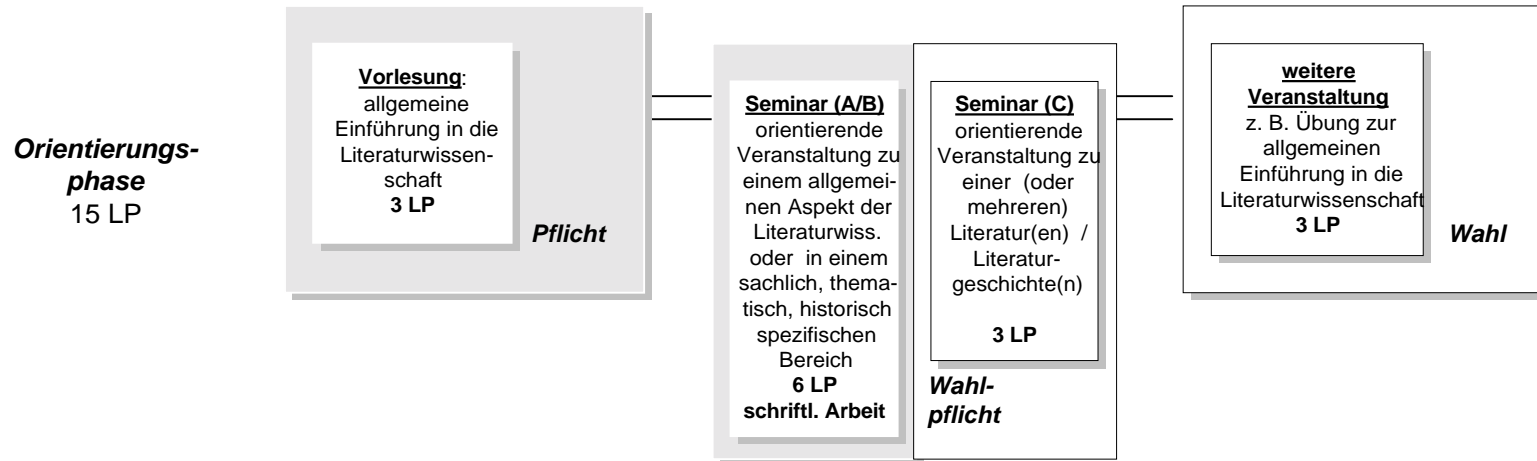 Orientierungs-
phase
15 LP
Vorlesung:
allgemeine
Einführung in die
Literaturwissen-
schaft
3 LP
Pflicht
Seminar (A/B)
orientierende
Veranstaltung zu
einem allgemei-
nen Aspekt der
Literaturwiss.
oder in einem
sachlich, thema-
tisch, historisch
spezifischen
Bereich
6 LP
schriftl. Arbeit
Seminar (C)
orientierende
Veranstaltung zu
einer (oder
mehreren)
Literatur(en) /
Literatur-
geschichte(n)
3 LP
Wahl-
pflicht
weitere
Veranstaltung
z. B. Übung zur
allgemeinen
Einführung in die
Literaturwissenschaft
3 LP
Wahl